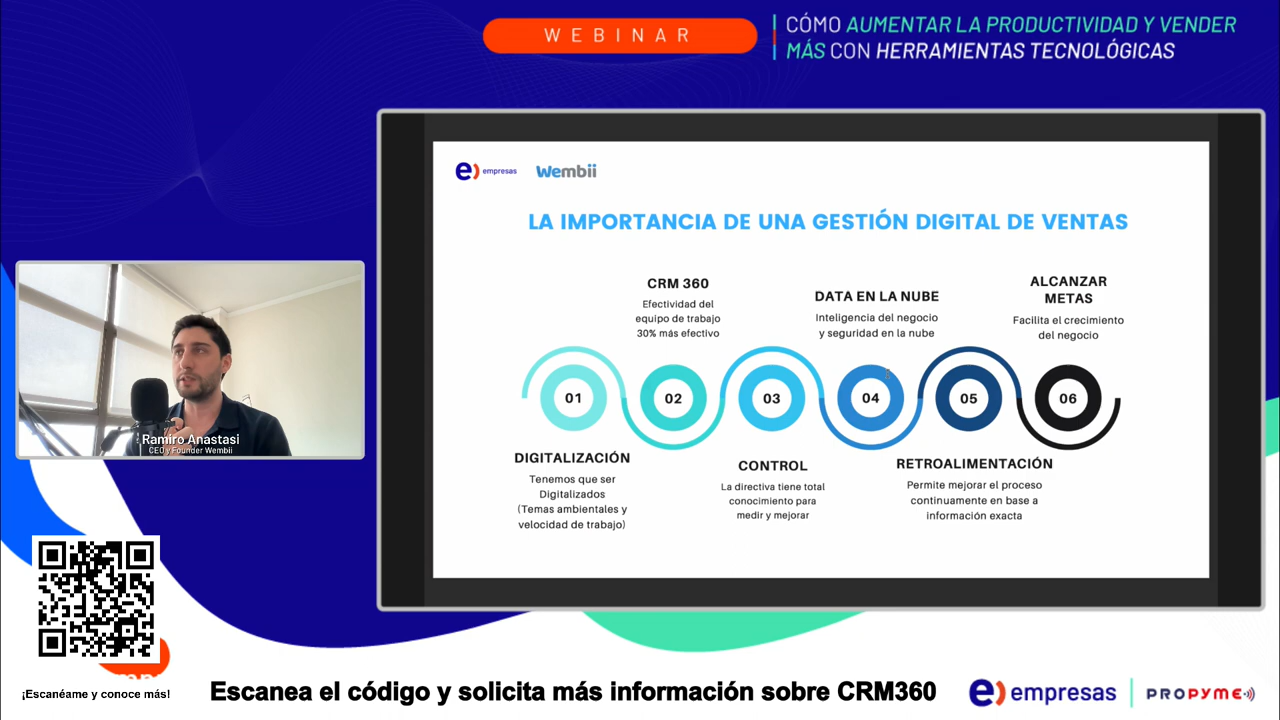 WEBINAR
CÓMO AUMENTAR LA PRODUCTIVIDAD Y VENDER
MÁS CON HERRAMIENTAS TECNOLÓGICAS
e) empresas
Wembii
LA IMPORTANCIA DE UNA GESTIÓN DIGITAL DE VENTAS
CRM 360
Efectividad del
equipo de trabajo
30% más efectivo
DATA EN LA NUBE
Inteligencia del negocio
y seguridad en la nube
ALCANZAR
METAS
Facilita el crecimiento
del negocio
01
02
03
04
05
06
DIGITALIZACIÓN
Tenemos que ser
Digitalizados
(Temas ambientales y
velocidad de trabajo)
CONTROL
La directiva tiene total
conocimiento para
medir y mejorar
RETROALIMENTACIÓN
Permite mejorar el proceso
continuamente en base a
información exacta
Ramiro Anastasi
CEO y Founder Wembii
¡Escanéame y conoce más!
Escanea el código y solicita más información sobre CRM360
e) empresas
PROPYME